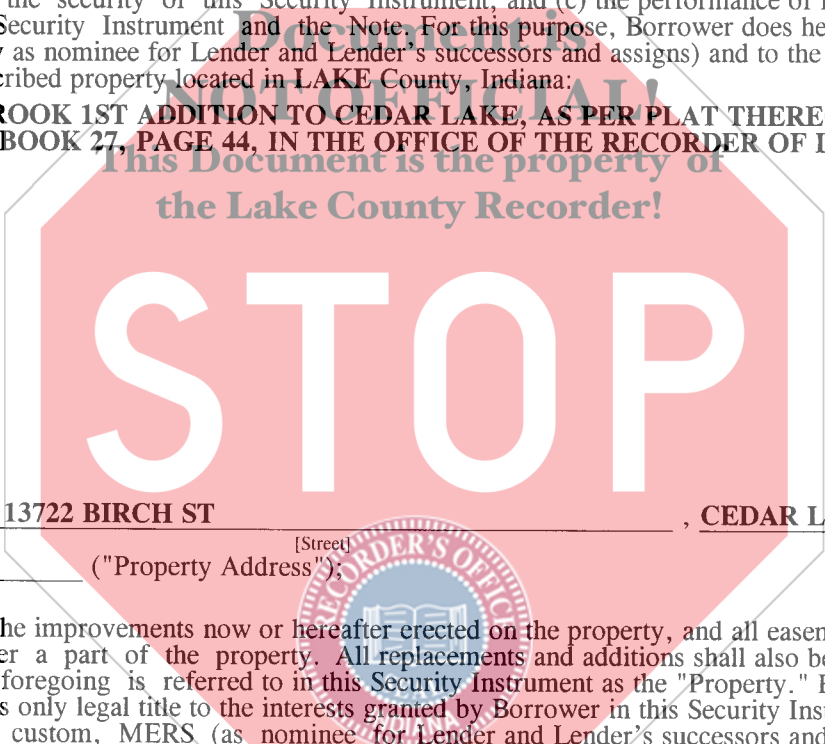 the security of this Security Instrument, and (c) the performance of
Security Instrument and the Note. For this purpose, Borrower does he
as nominee for Lender and Lender's successors and assigns) and to the
cribed property located in LAKE County, Indiana:
Document is
NOT OFFICIAL!
This Document is the property of
the Lake County Recorder!
ROOK 1ST ADDITION TO CEDAR LAKE, AS PER PLAT THERE
BOOK 27, PAGE 44, IN THE OFFICE OF THE RECORDER OF L
STOP
13722 BIRCH ST , CEDAR L
[Street]
("Property Address");
RECORDER'S OFFICE
INDIANA
he improvements now or hereafter erected on the property, and all easem
er a part of the property. All replacements and additions shall also be
foregoing is referred to in this Security Instrument as the "Property."
s only legal title to the interests granted by Borrower in this Security Ins
custom, MERS (as nominee for Lender and Lender's successors and